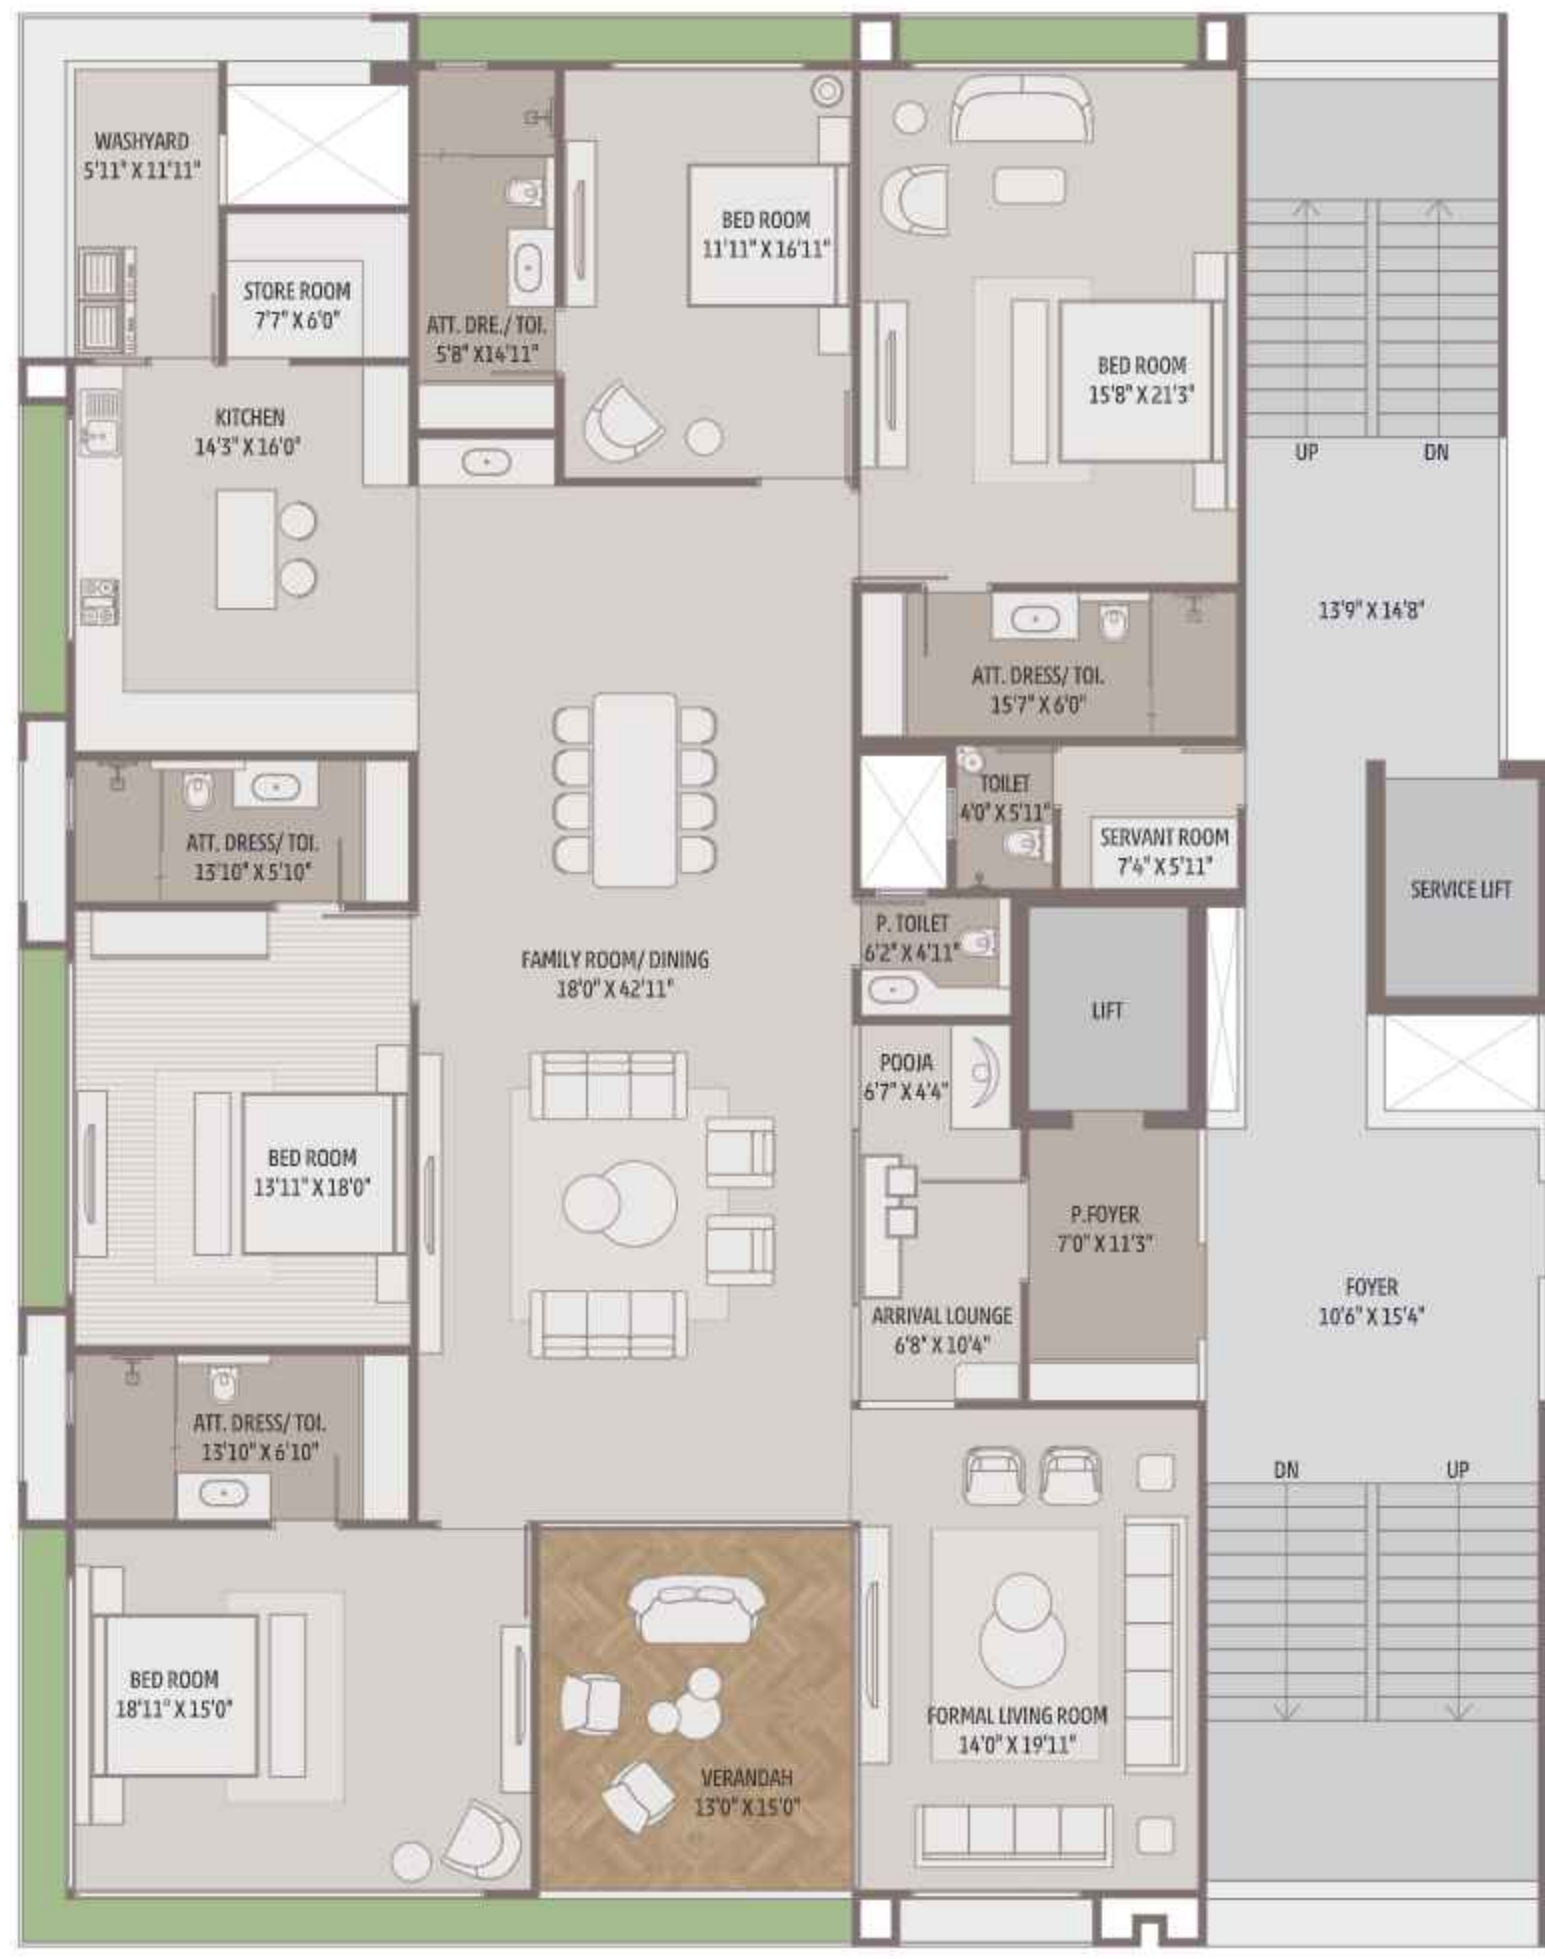 WASHYARD
5'11" X 11'11"
STORE ROOM
7'7" X 6'0"
ATT. DRE./ TOI.
5'8" X14'11"
BED ROOM
11'11" X 16'11"
BED ROOM
15'8" X 21'3"
UP
DN
KITCHEN
14'3" X 16'0"
13'9" X 14'8"
ATT. DRESS/ TOI.
15'7" X 6'0"
TOILET
4'0" X 5'11"
SERVANT ROOM
7'4" X 5'11"
ATT. DRESS/ TOI.
13'10" X 5'10"
SERVICE LIFT
P. TOILET
6'2" X 4'11"
FAMILY ROOM/ DINING
18'0" X 42'11"
LIFT
POOJA
6'7" X 4'4"
BED ROOM
13'11" X 18'0"
P.FOYER
7'0" X 11'3"
FOYER
10'6" X 15'4"
ARRIVAL LOUNGE
6'8" X 10'4"
ATT. DRESS/ TOI.
13'10" X 6'10"
DN
UP
BED ROOM
18'11" X 15'0"
FORMAL LIVING ROOM
14'0" X 19'11"
VERANDAH
13'0" X 15'0"